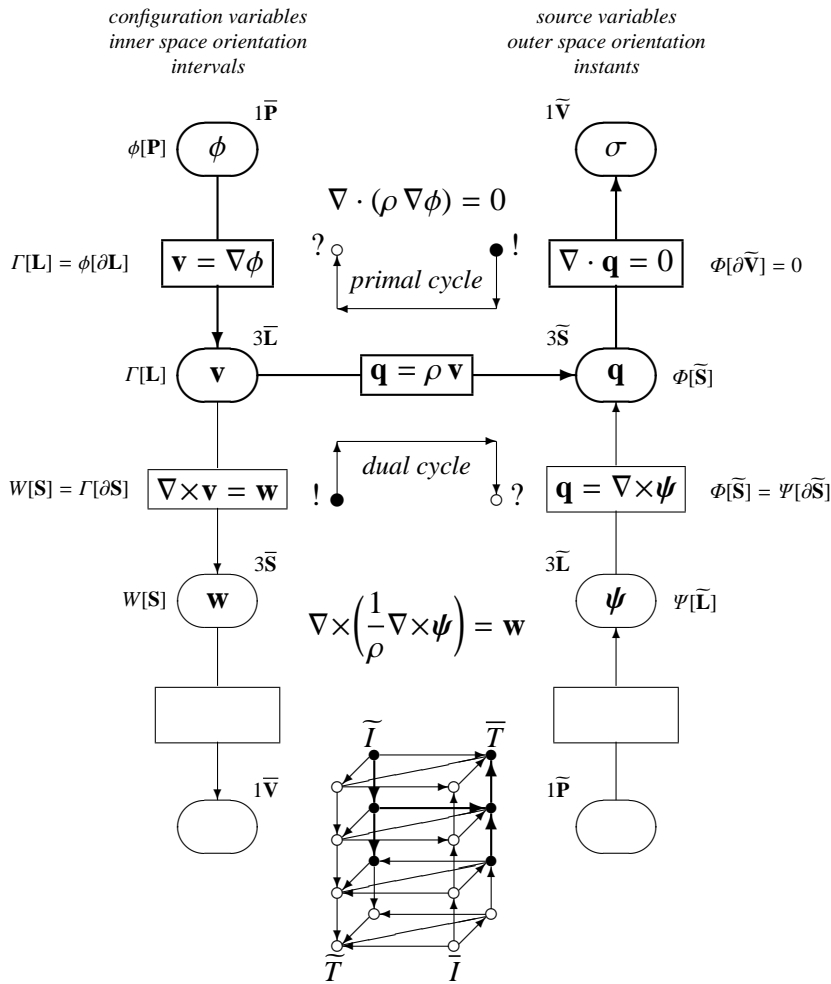 configuration variables
inner space orientation
intervals
source variables
outer space orientation
instants
1P̅
1Ṽ
ϕ[P]
ϕ
σ
∇ · (ρ ∇ϕ) = 0
Γ[L] = ϕ[∂L]
v = ∇ϕ
? !
primal cycle
∇ · q = 0
Φ[∂Ṽ] = 0
3L̅
3S̃
Γ[L]
v
q = ρ v
q
Φ[S̃]
W[S] = Γ[∂S]
∇×v = w
dual cycle
! ?
q = ∇×ψ
Φ[S̃] = Ψ[∂S̃]
3S̅
3L̃
W[S]
w
∇×(1/ρ ∇×ψ) = w
ψ
Ψ[L̃]
Ĩ T̅
1V̅
1P̃
T̃ I̅